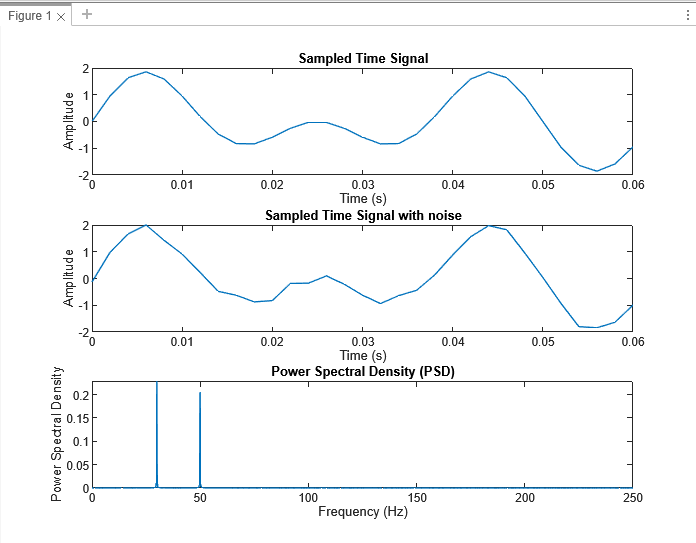 Figure 1
Sampled Time Signal
Amplitude
2
1
0
-1
-2
0 0.01 0.02 0.03 0.04 0.05 0.06
Time (s)
Sampled Time Signal with noise
Amplitude
2
1
0
-1
-2
0 0.01 0.02 0.03 0.04 0.05 0.06
Time (s)
Power Spectral Density (PSD)
Power Spectral Density
0.2
0.15
0.1
0.05
0
0 50 100 150 200 250
Frequency (Hz)